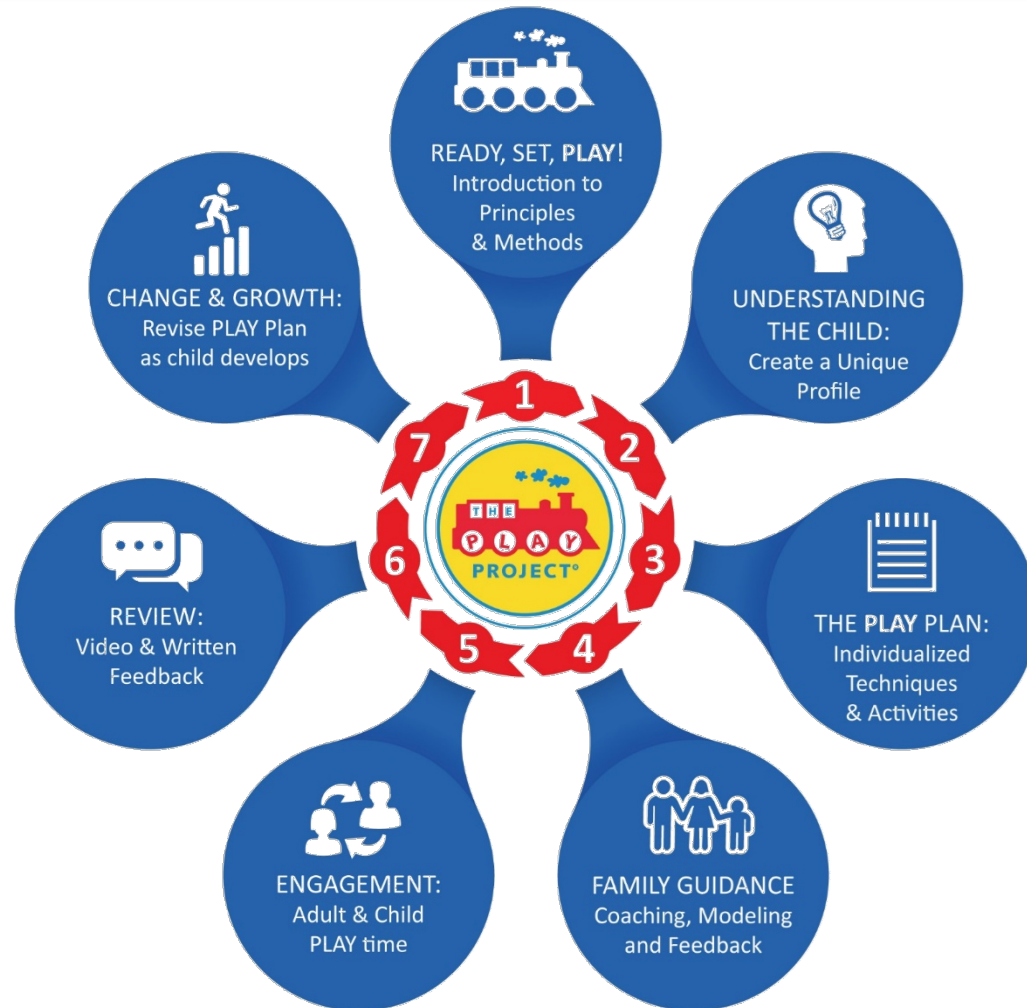 READY, SET, PLAY!
Introduction to
Principles
& Methods
UNDERSTANDING
THE CHILD:
Create a Unique
Profile
THE PLAY PLAN:
Individualized
Techniques
& Activities
FAMILY GUIDANCE
Coaching, Modeling
and Feedback
ENGAGEMENT:
Adult & Child
PLAY time
REVIEW:
Video & Written
Feedback
CHANGE & GROWTH:
Revise PLAY Plan
as child develops
1
2
3
4
5
6
7
THE
PLAY
PROJECT®